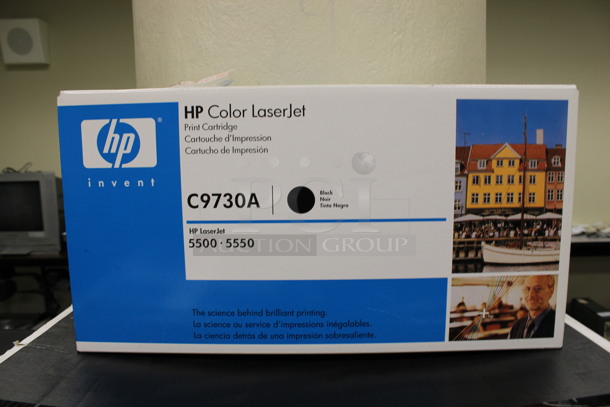 hp
®
invent
HP Color LaserJet
Print Cartridge
Cartouche d'Impression
Cartucho de Impresión
C9730A
Black
Noir
Tinta Negra
HP LaserJet
5500 · 5550
The science behind brilliant printing.
La science au service d'impressions inégalables.
La ciencia detrás de una impresión sobresaliente.
PCI
AUCTION GROUP